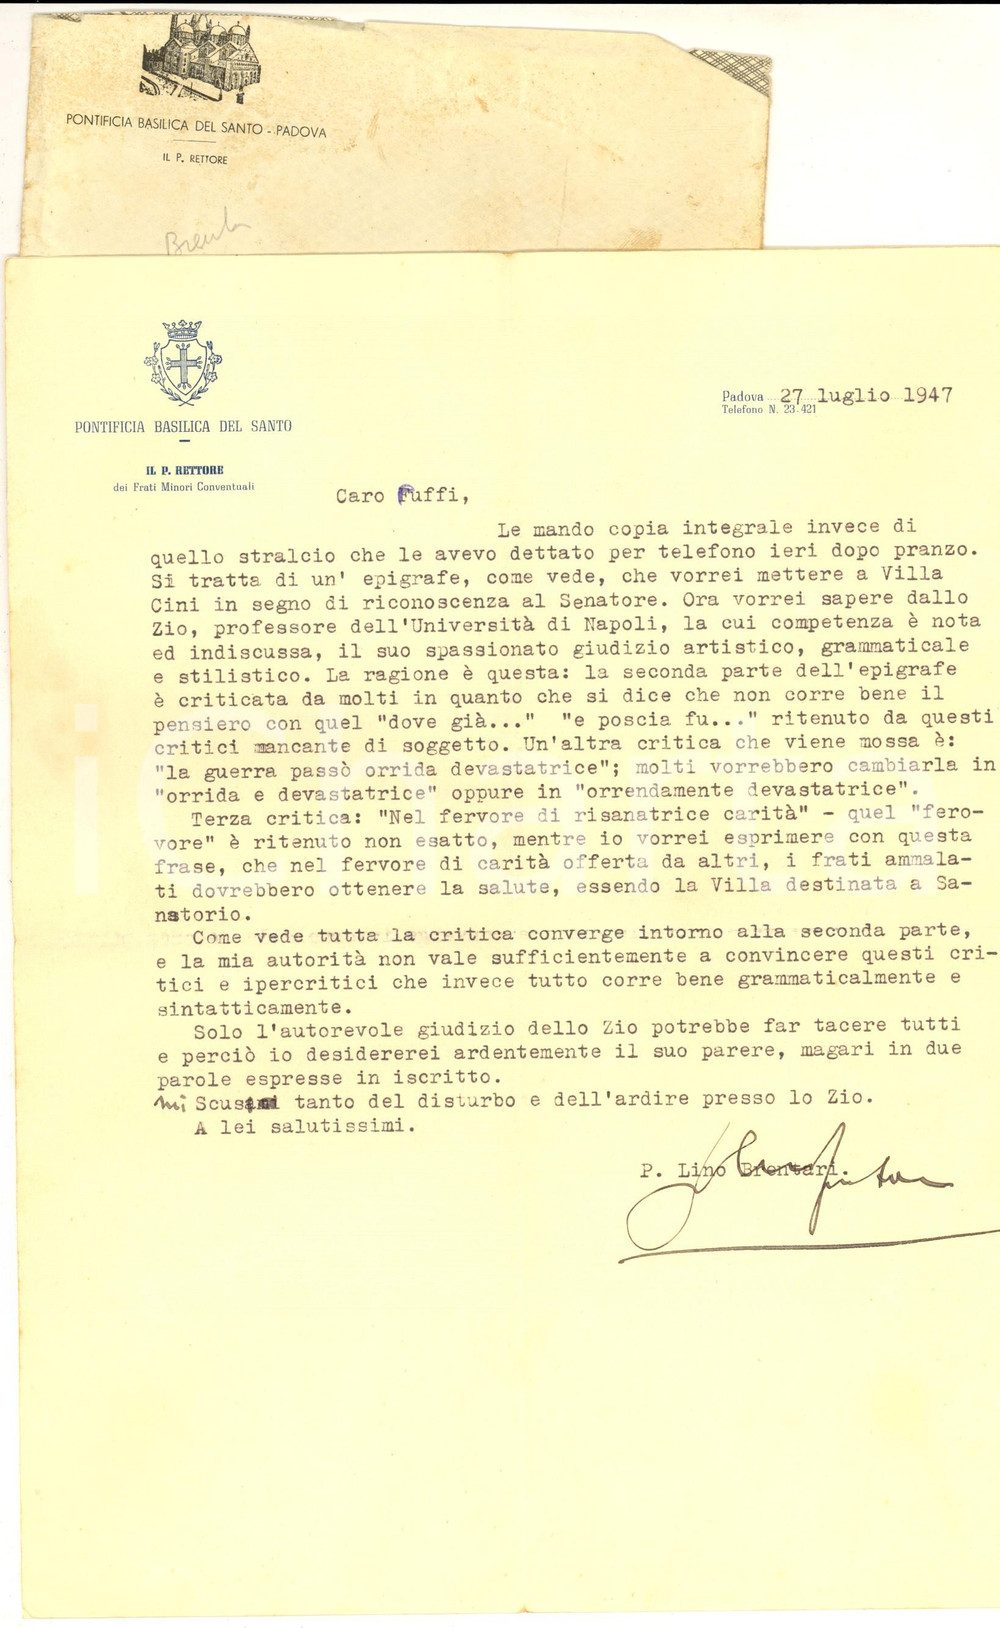 PONTIFICIA BASILICA DEL SANTO - PADOVA
IL P. RETTORE
PONTIFICIA BASILICA DEL SANTO
IL P. RETTORE
dei Frati Minori Conventuali
Padova 27 luglio 1947
Telefono N. 23-421
Caro Fuffi,
Le mando copia integrale invece di
quello stralcio che le avevo dettato per telefono ieri dopo pranzo.
Si tratta di un' epigrafe, come vede, che vorrei mettere a Villa
Cini in segno di riconoscenza al Senatore. Ora vorrei sapere dallo
Zio, professore dell'Università di Napoli, la cui competenza è nota
ed indiscussa, il suo spassionato giudizio artistico, grammaticale
e stilistico. La ragione è questa: la seconda parte dell'epigrafe
è criticata da molti in quanto che si dice che non corre bene il
pensiero con quel "dove già..." "e poscia fu..." ritenuto da questi
critici mancante di soggetto. Un'altra critica che viene mossa è:
"la guerra passò orrida devastatrice"; molti vorrebbero cambiarla in
"orrida e devastatrice" oppure in "orrendamente devastatrice".
Terza critica: "Nel fervore di risanatrice carità" - quel "fero-
vore" è ritenuto non esatto, mentre io vorrei esprimere con questa
frase, che nel fervore di carità offerta da altri, i frati ammala-
ti dovrebbero ottenere la salute, essendo la Villa destinata a Sa-
natorio.
Come vede tutta la critica converge intorno alla seconda parte,
e la mia autorità non vale sufficientemente a convincere questi cri-
tici e ipercritici che invece tutto corre bene grammaticalmente e
sintatticamente.
Solo l'autorevole giudizio dello Zio potrebbe far tacere tutti
e perciò io desidererei ardentemente il suo parere, magari in due
parole espresse in iscritto.
mi Scusi tanto del disturbo e dell'ardire presso lo Zio.
A lei salutissimi.
P. Lino Brentari.